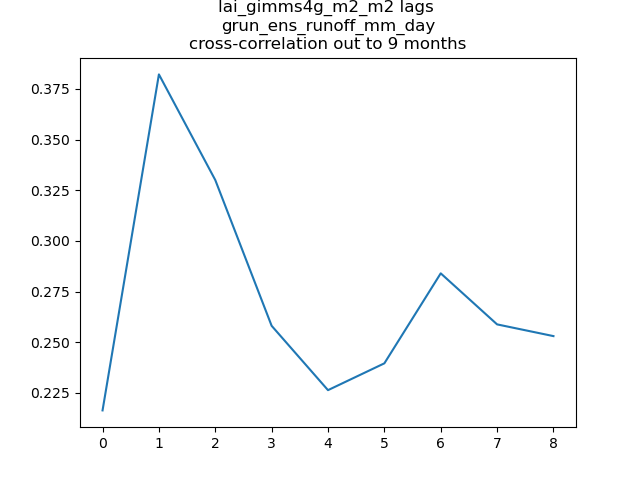 lai_gimms4g_m2_m2 lags
grun_ens_runoff_mm_day
cross-correlation out to 9 months
0.375
0.350
0.325
0.300
0.275
0.250
0.225
0 1 2 3 4 5 6 7 8